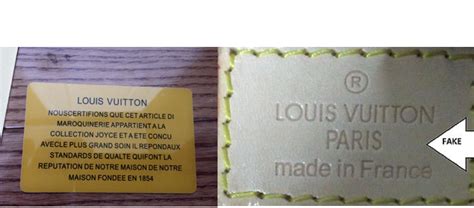 LOUIS VUITTON
NOUSCERTIFIONS QUE CET ARTICLE DI
MAROQUINERIE APPARTIENT A LA
COLLECTION JOYCE ET A ETE CONCU
AVECLE PLUS GRAND SOIN IL REPONDAUX
STANDARDS DE QUALTE QUIFONT LA
REPUTATION DE NOTRE MAISON DE NOTRE
MAISON FONDEE EN 1854
®
LOUIS VUITTON
PARIS
made in France
FAKE